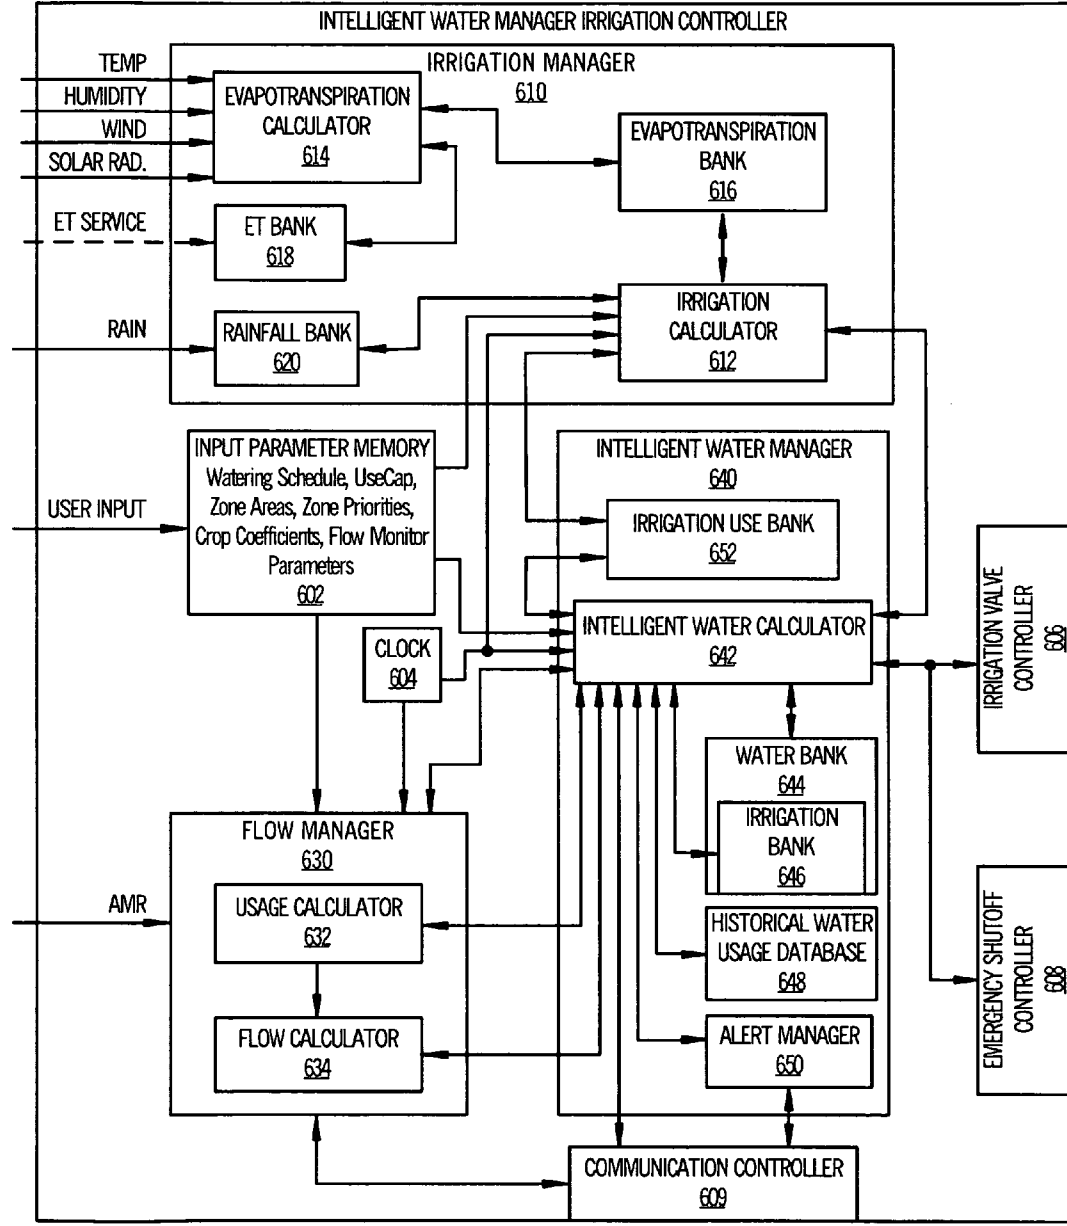 INTELLIGENT WATER MANAGER IRRIGATION CONTROLLER
IRRIGATION MANAGER
610
TEMP
HUMIDITY
WIND
SOLAR RAD.
EVAPOTRANSPIRATION
CALCULATOR
614
EVAPOTRANSPIRATION
BANK
616
ET SERVICE
ET BANK
618
RAIN
RAINFALL BANK
620
IRRIGATION
CALCULATOR
612
INPUT PARAMETER MEMORY
Watering Schedule, UseCap,
Zone Areas, Zone Priorities,
Crop Coefficients, Flow Monitor
Parameters
602
USER INPUT
INTELLIGENT WATER MANAGER
640
IRRIGATION USE BANK
652
INTELLIGENT WATER CALCULATOR
642
CLOCK
604
IRRIGATION VALVE
CONTROLLER
606
WATER BANK
644
IRRIGATION
BANK
646
FLOW MANAGER
630
AMR
USAGE CALCULATOR
632
HISTORICAL WATER
USAGE DATABASE
648
FLOW CALCULATOR
634
ALERT MANAGER
650
EMERGENCY SHUTOFF
CONTROLLER
608
COMMUNICATION CONTROLLER
609